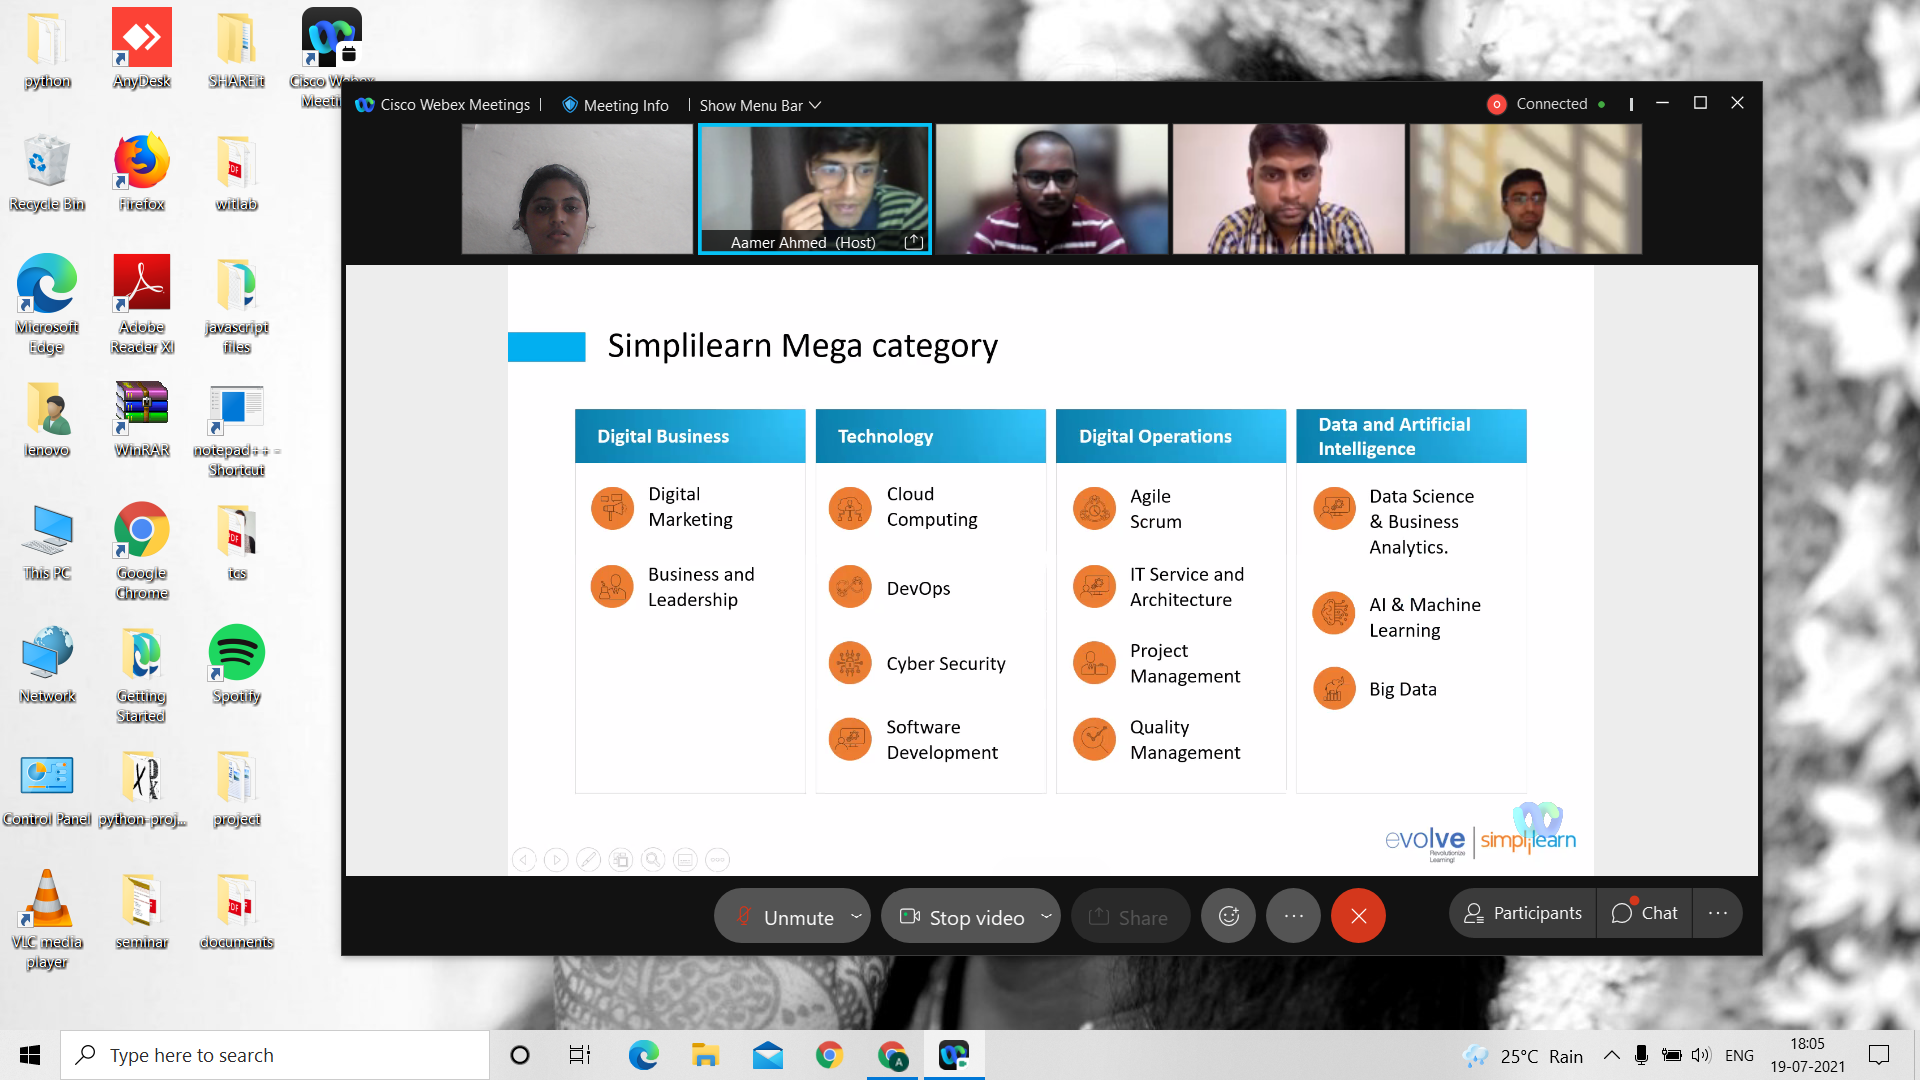 python
AnyDesk
SHAREit
Cisco Webex
Meeti
Recycle Bin
Firefox
witlab
Microsoft
Edge
Adobe
Reader XI
javascript
files
lenovo
WinRAR
notepad++ -
Shortcut
This PC
Google
Chrome
tcs
Network
Getting
Started
Spotify
Control Panel
python-proj...
project
VLC media
player
seminar
documents
Cisco Webex Meetings
Meeting Info
Show Menu Bar
Connected
Aamer Ahmed (Host)
Simplilearn Mega category
Digital Business
Digital
Marketing
Business and
Leadership
Technology
Cloud
Computing
DevOps
Cyber Security
Software
Development
Digital Operations
Agile
Scrum
IT Service and
Architecture
Project
Management
Quality
Management
Data and Artificial
Intelligence
Data Science
& Business
Analytics.
AI & Machine
Learning
Big Data
evolve
Revolutionize
Learning!
simplilearn
Unmute
Stop video
Share
Participants
Chat
Type here to search
25°C Rain
ENG
18:05
19-07-2021